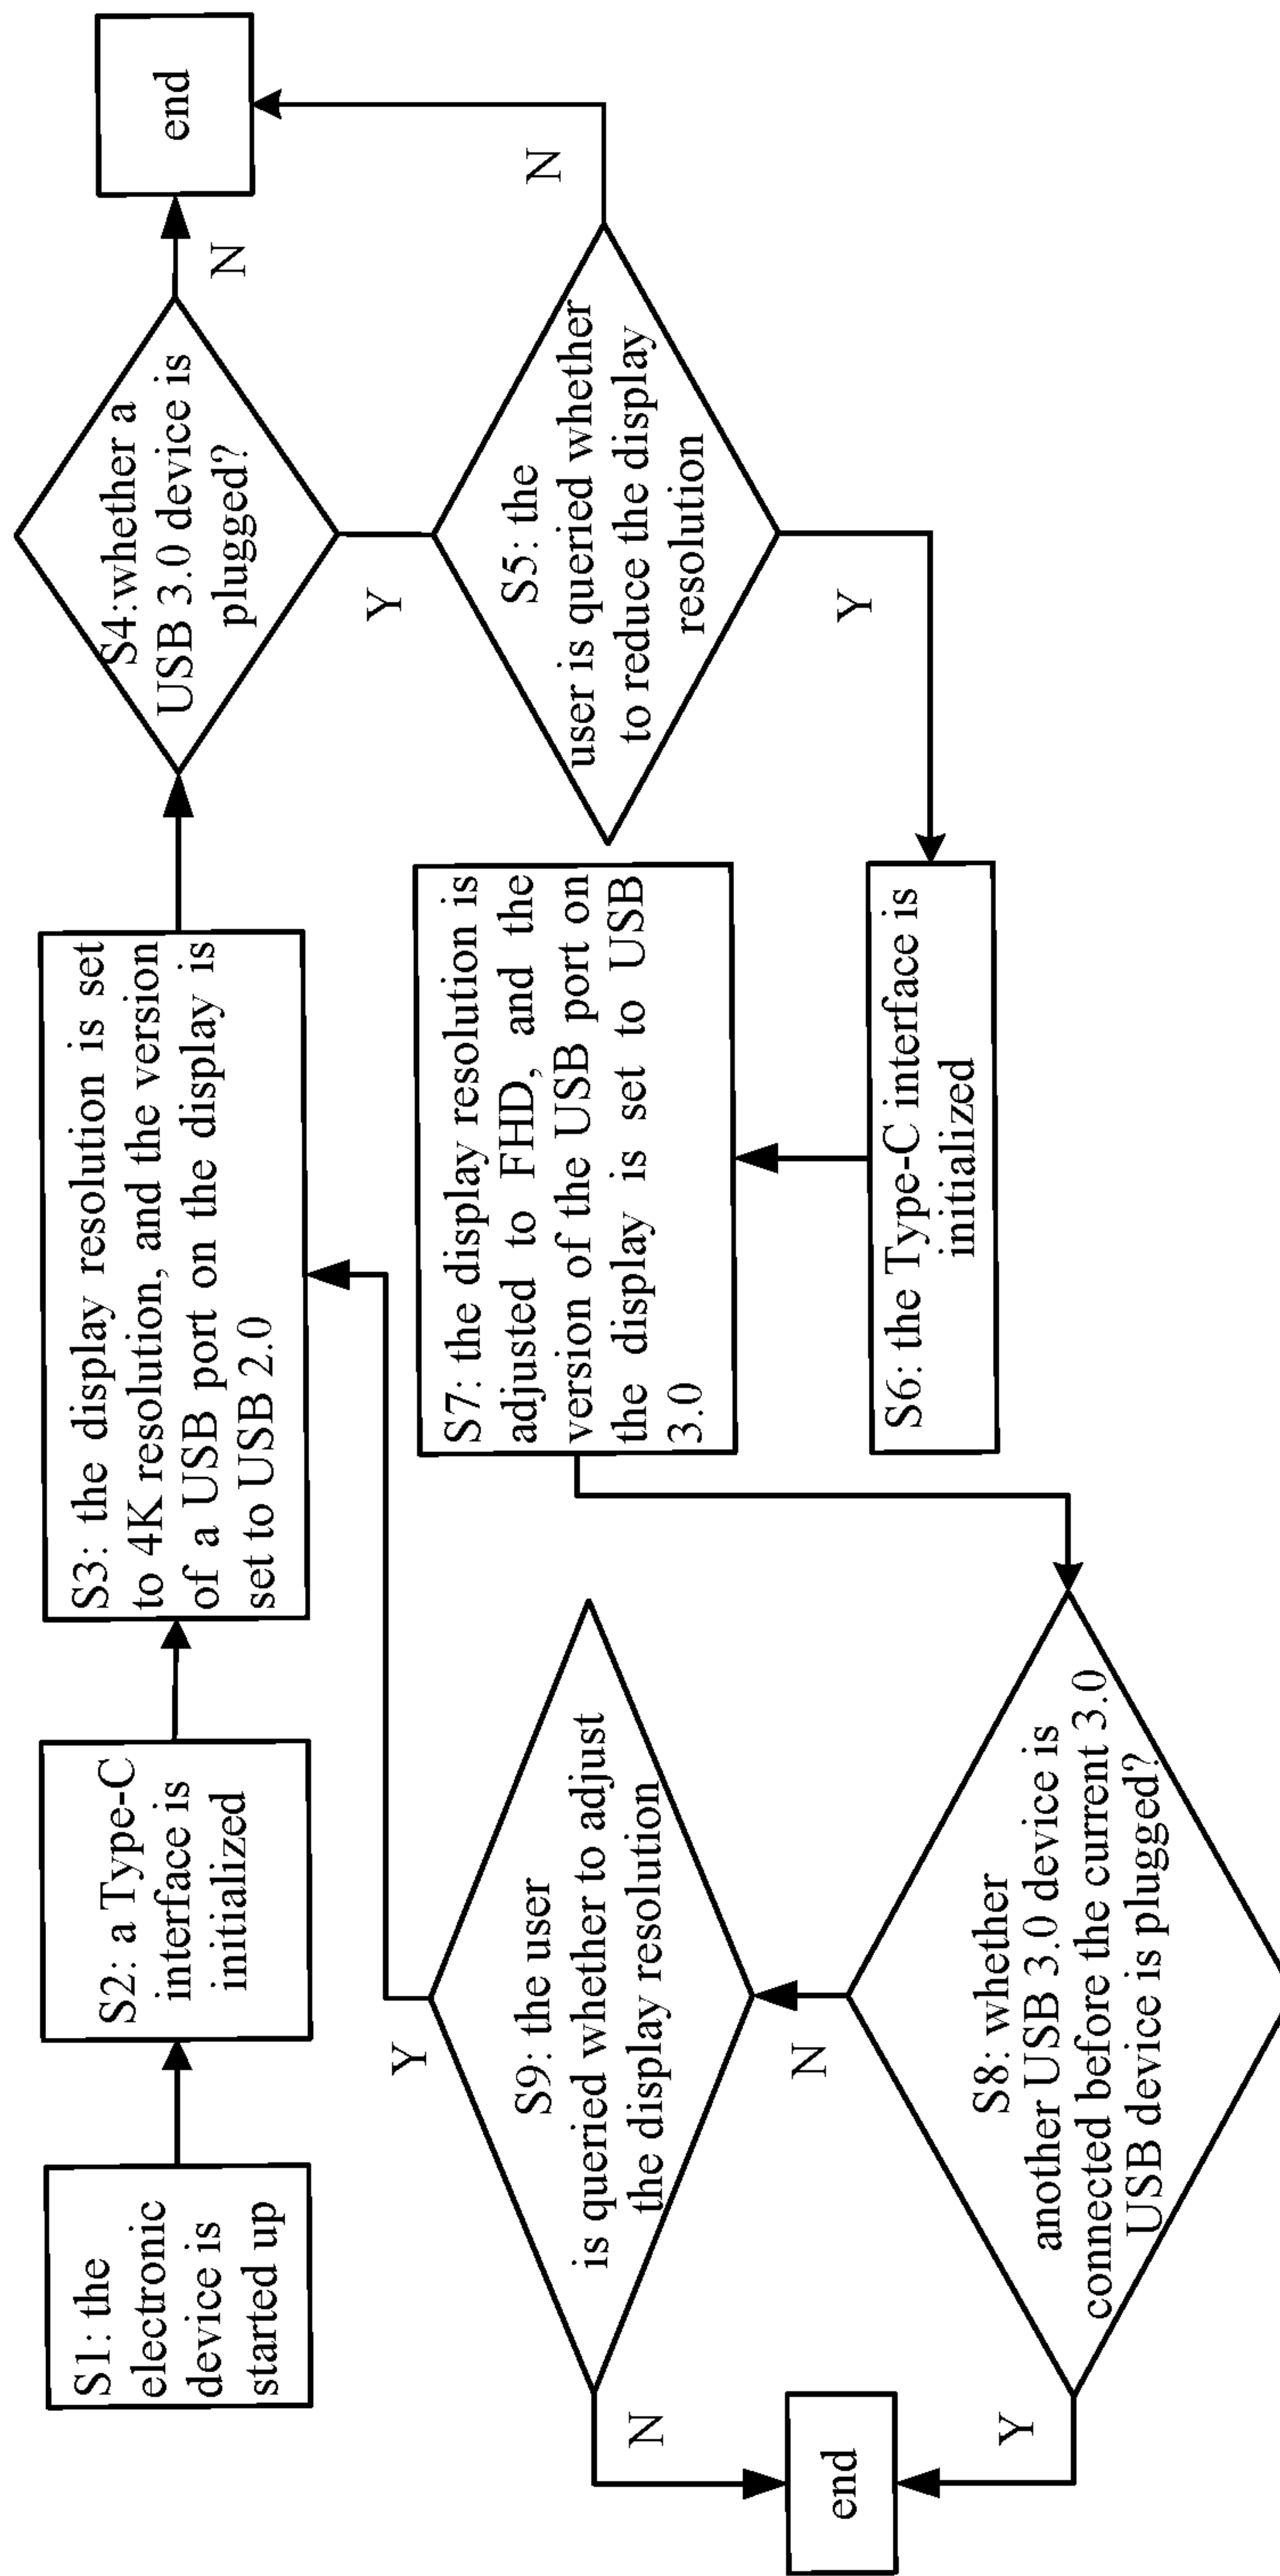 S1: the
electronic
device is
started up
S2: a Type-C
interface is
initialized
S3: the display resolution is set
to 4K resolution, and the version
of a USB port on the display is
set to USB 2.0
S4:whether a
USB 3.0 device is
plugged?
N
end
Y
S5: the
user is queried whether
to reduce the display
resolution
N
Y
S6: the Type-C interface is
initialized
S7: the display resolution is
adjusted to FHD, and the
version of the USB port on
the display is set to USB
3.0
S8: whether
another USB 3.0 device is
connected before the current 3.0
USB device is plugged?
N
Y
S9: the user
is queried whether to adjust
the display resolution
Y
N
end